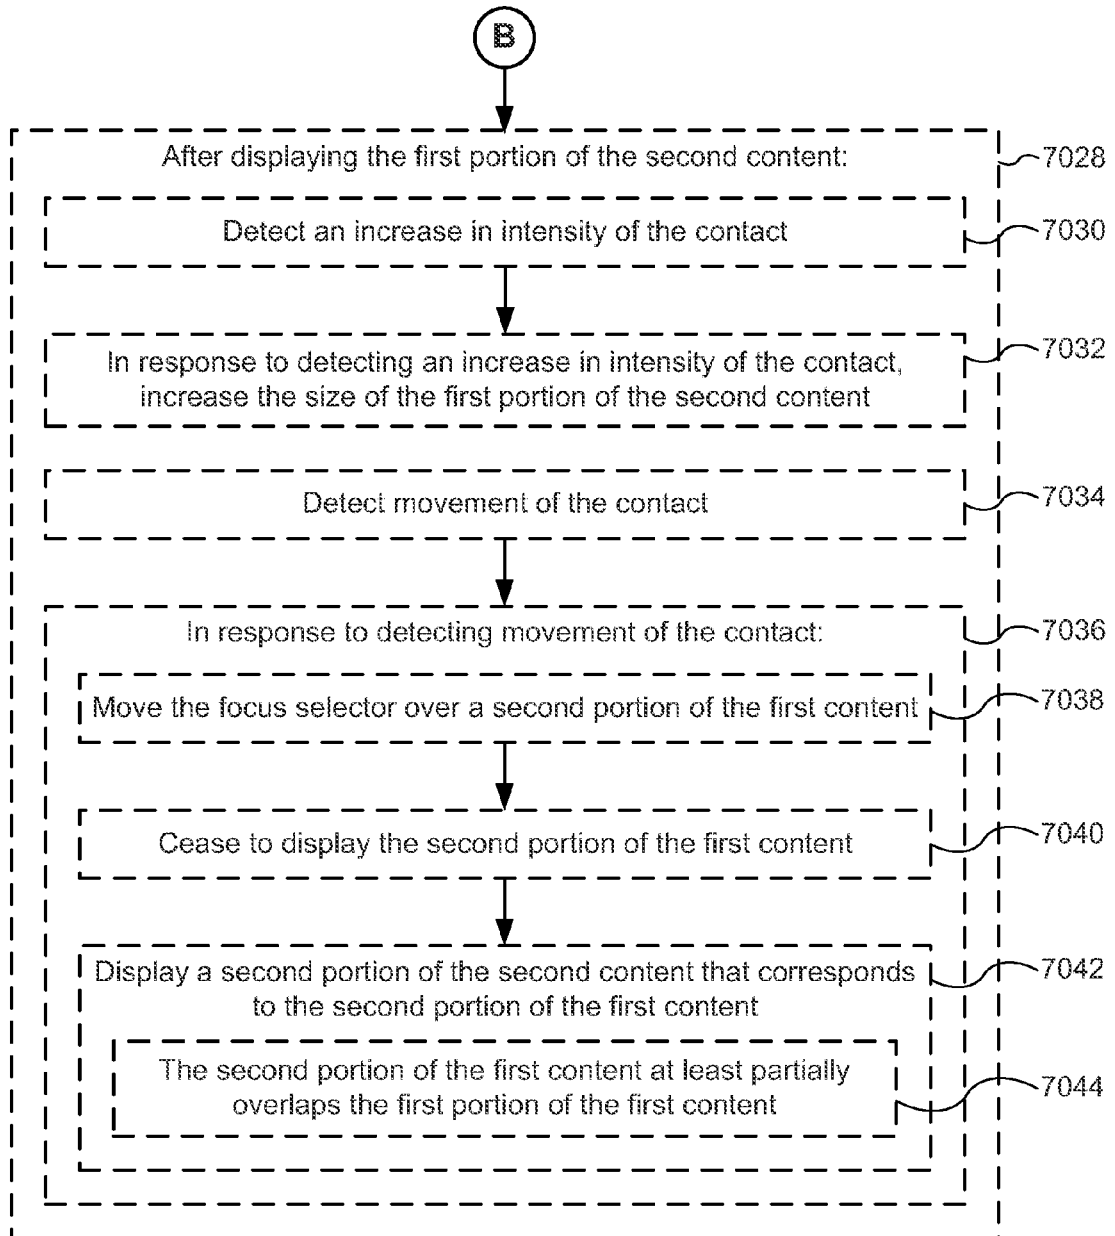 B
After displaying the first portion of the second content:
7028
Detect an increase in intensity of the contact
7030
In response to detecting an increase in intensity of the contact,
increase the size of the first portion of the second content
7032
Detect movement of the contact
7034
In response to detecting movement of the contact:
7036
Move the focus selector over a second portion of the first content
7038
Cease to display the second portion of the first content
7040
Display a second portion of the second content that corresponds
to the second portion of the first content
7042
The second portion of the first content at least partially
overlaps the first portion of the first content
7044